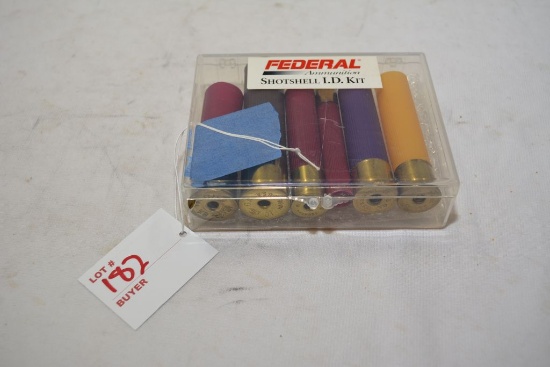 FEDERAL
Ammunition
SHOTSHELL I.D. KIT
LOT #
182
BUYER